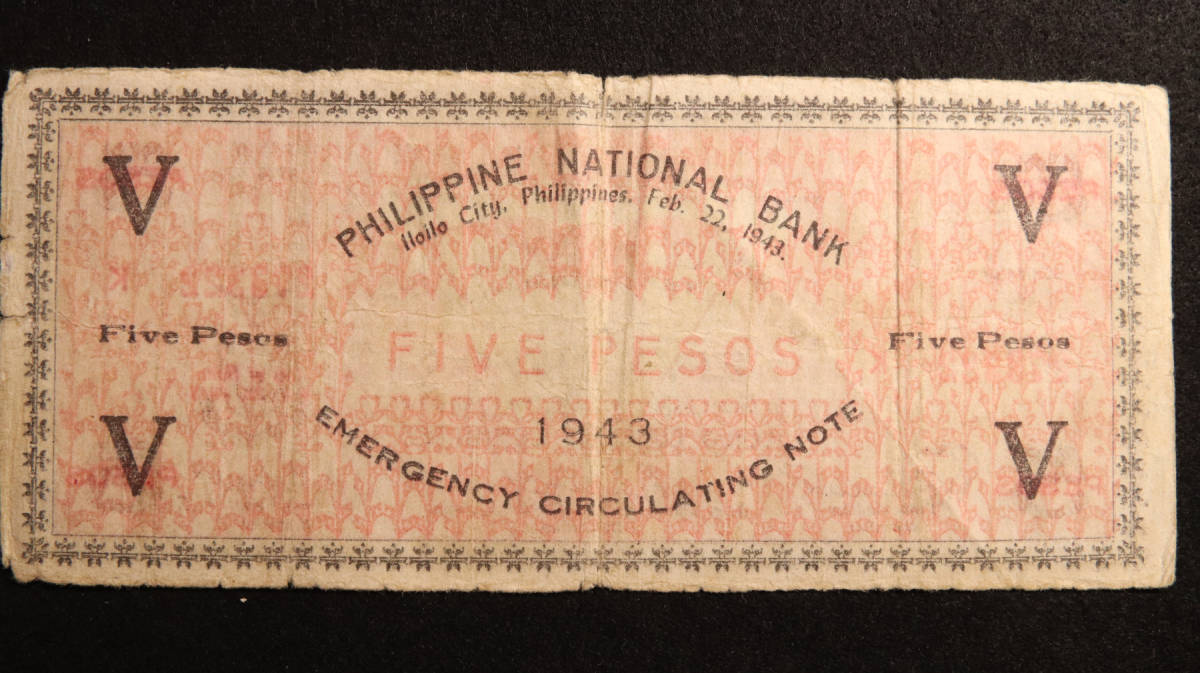 V V
PHILIPPINE NATIONAL BANK
Iloilo City, Philippines, Feb. 22, 1943.
Five Pesos Five Pesos
FIVE PESOS
1943
V V
EMERGENCY CIRCULATING NOTE